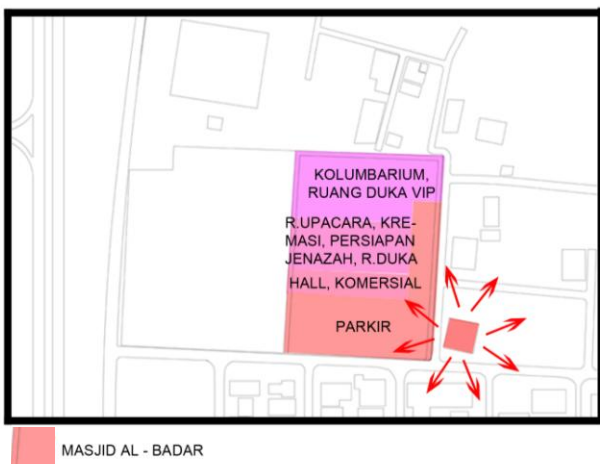 KOLUMBARIUM,
RUANG DUKA VIP
R.UPACARA, KRE-
MASI, PERSIAPAN
JENAZAH, R.DUKA
HALL, KOMERSIAL
PARKIR
MASJID AL - BADAR